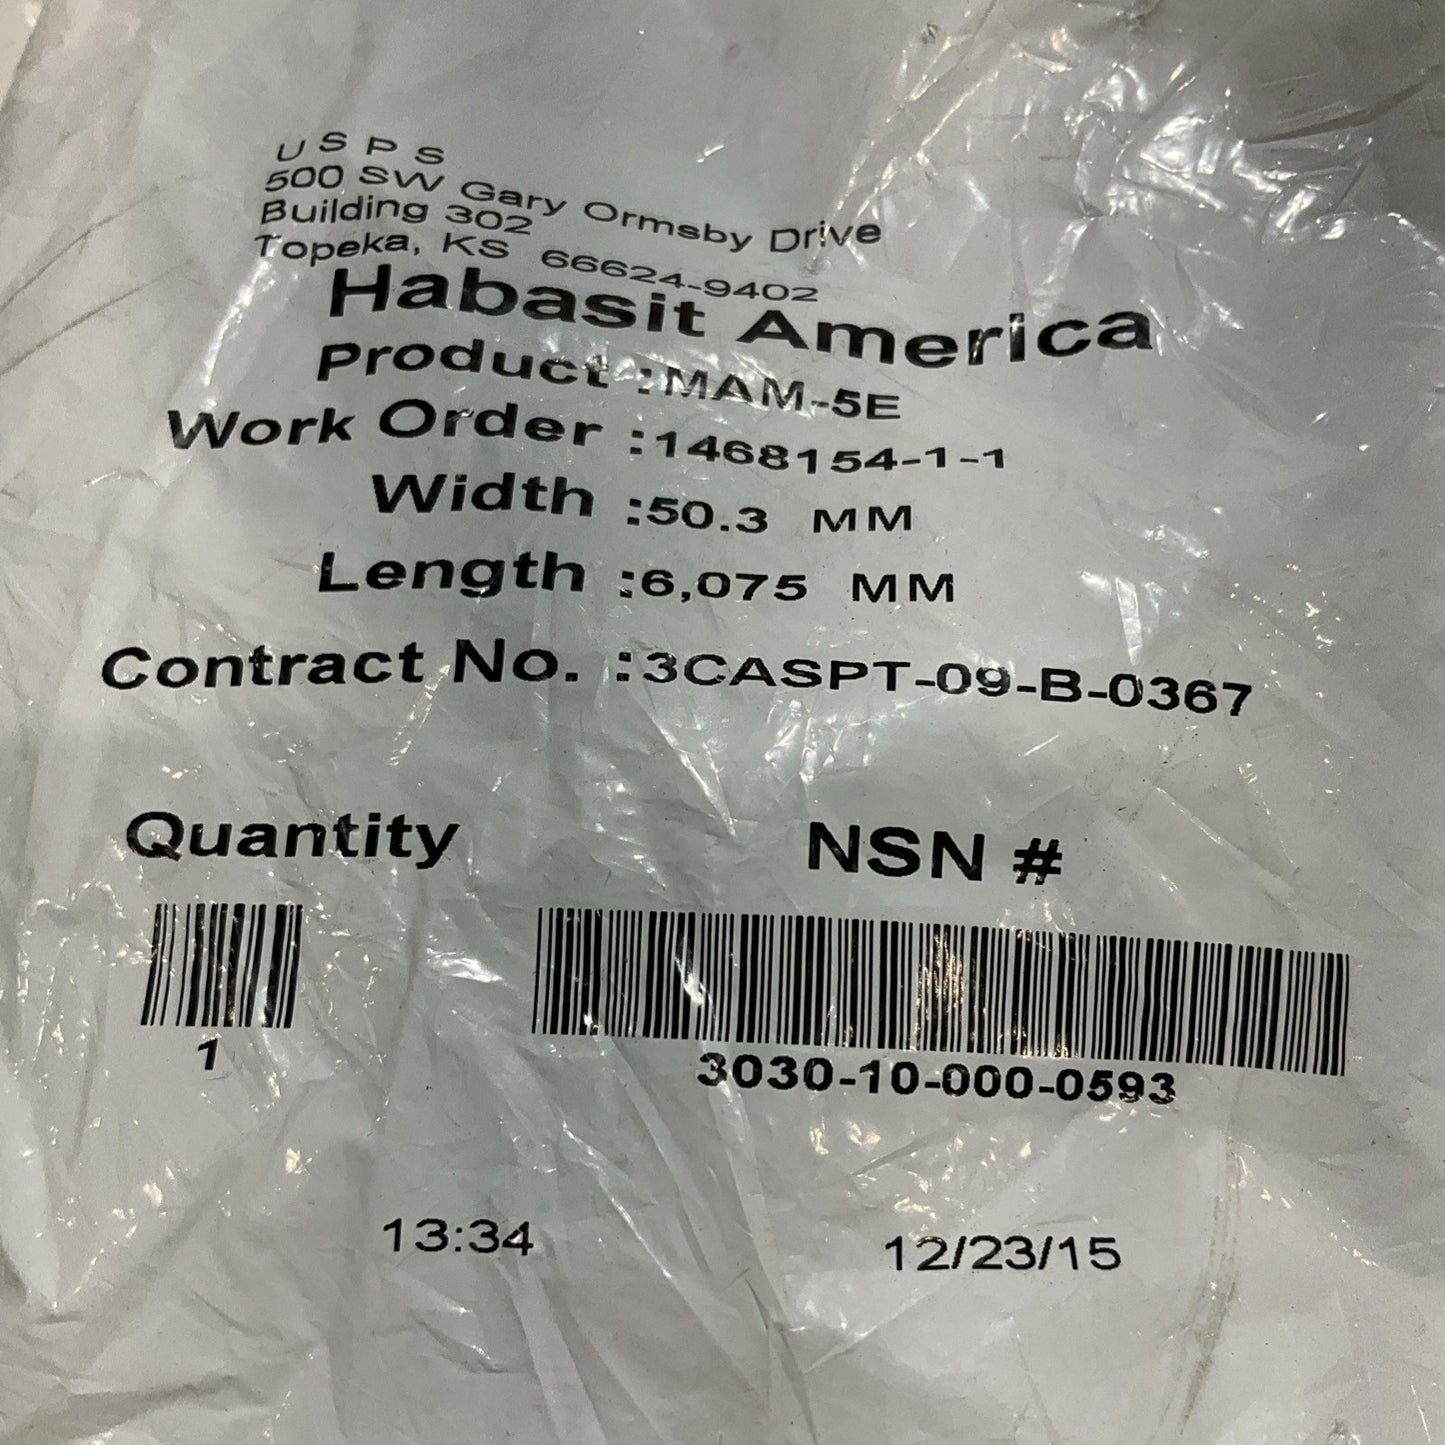 U S P S
500 SW Gary Ormsby Drive
Building 302
Topeka, KS 66624-9402
Habasit America
Product :MAM-5E
Work Order :1468154-1-1
Width :50.3 MM
Length :6,075 MM
Contract No. :3CASPT-09-B-0367
Quantity NSN #
1 3030-10-000-0593
13:34 12/23/15